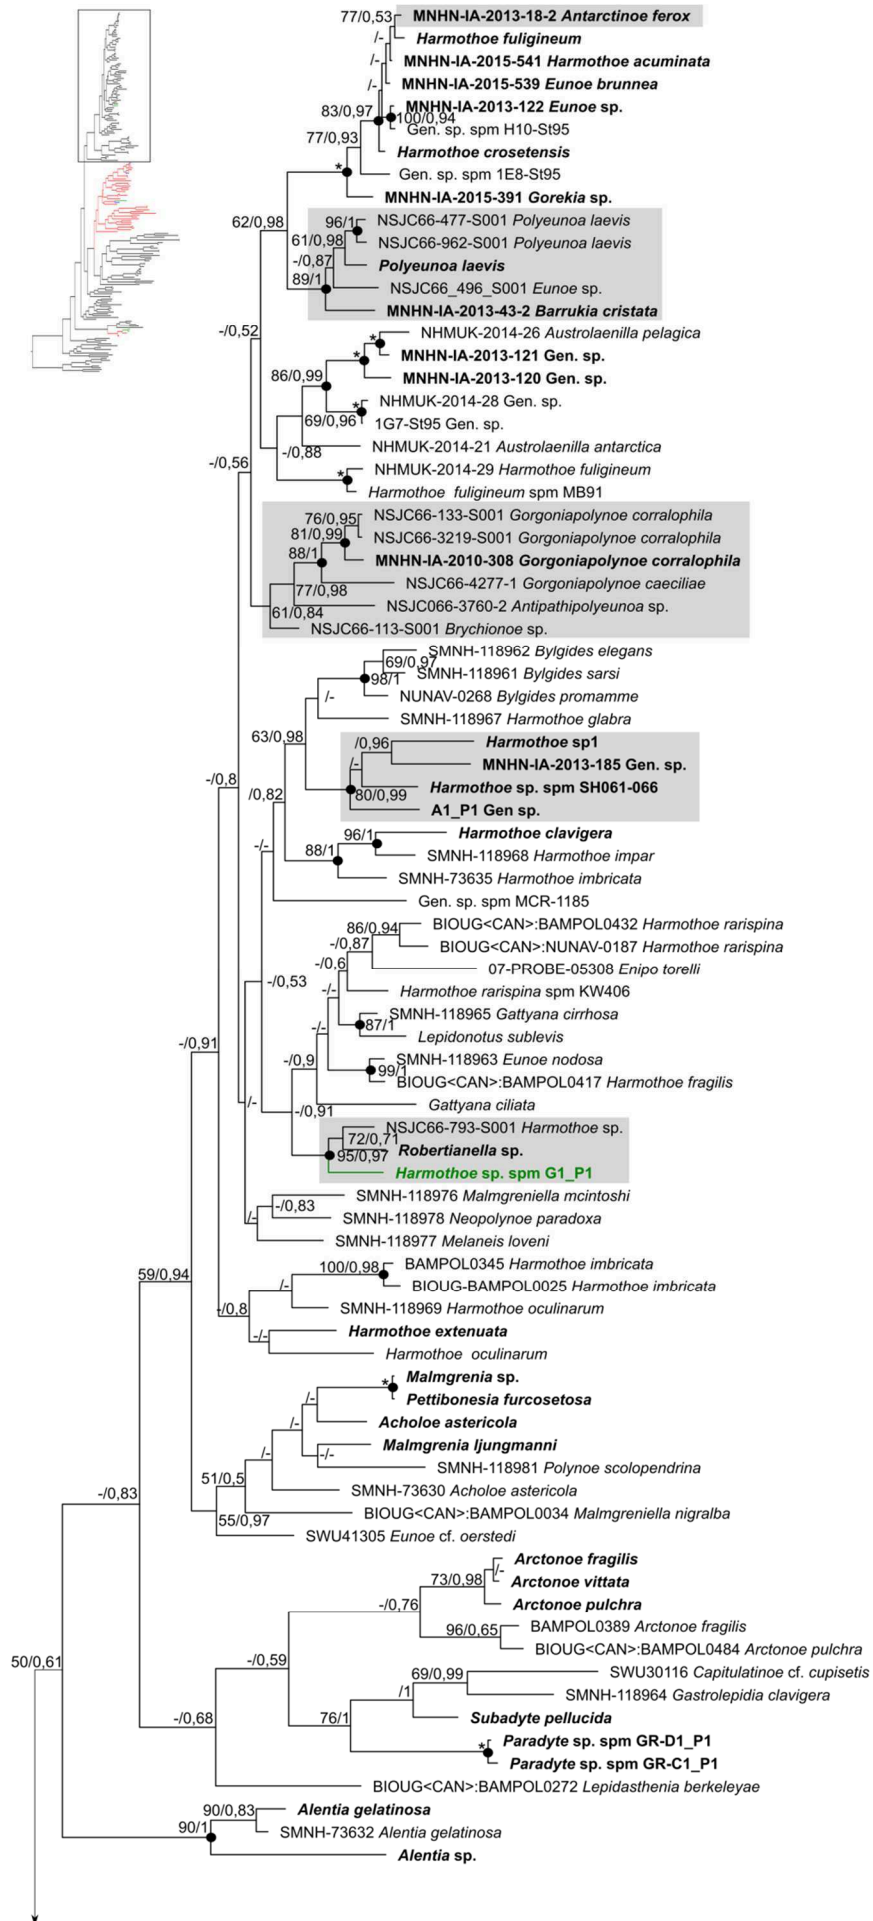 77/0,53
MNHN-IA-2013-18-2 Antarctinoe ferox
/-
Harmothoe fuligineum
/-
MNHN-IA-2015-541 Harmothoe acuminata
/-
MNHN-IA-2015-539 Eunoe brunnea
83/0,97
MNHN-IA-2013-122 Eunoe sp.
100/0,94
Gen. sp. spm H10-St95
77/0,93
Harmothoe crosetensis
*
Gen. sp. spm 1E8-St95
MNHN-IA-2015-391 Gorekia sp.
62/0,98
96/1
NSJC66-477-S001 Polyeunoa laevis
61/0,98
NSJC66-962-S001 Polyeunoa laevis
-/0,87
Polyeunoa laevis
89/1
NSJC66_496_S001 Eunoe sp.
MNHN-IA-2013-43-2 Barrukia cristata
-/0,52
*
NHMUK-2014-26 Austrolaenilla pelagica
*
MNHN-IA-2013-121 Gen. sp.
86/0,99
MNHN-IA-2013-120 Gen. sp.
*
NHMUK-2014-28 Gen. sp.
69/0,96
1G7-St95 Gen. sp.
-/0,88
NHMUK-2014-21 Austrolaenilla antarctica
-/0,56
*
NHMUK-2014-29 Harmothoe fuligineum
Harmothoe fuligineum spm MB91
76/0,95
NSJC66-133-S001 Gorgoniapolynoe corralophila
81/0,99
NSJC66-3219-S001 Gorgoniapolynoe corralophila
88/1
MNHN-IA-2010-308 Gorgoniapolynoe corralophila
77/0,98
NSJC66-4277-1 Gorgoniapolynoe caeciliae
61/0,84
NSJC066-3760-2 Antipathipolyeunoa sp.
NSJC66-113-S001 Brychionoe sp.
SMNH-118962 Bylgides elegans
69/0,97
SMNH-118961 Bylgides sarsi
98/1
NUNAV-0268 Bylgides promamme
/-
SMNH-118967 Harmothoe glabra
63/0,98
/0,96
Harmothoe sp1
/-
MNHN-IA-2013-185 Gen. sp.
-/0,8
Harmothoe sp. spm SH061-066
80/0,99
/0,82
A1_P1 Gen sp.
96/1
Harmothoe clavigera
-/-
88/1
SMNH-118968 Harmothoe impar
SMNH-73635 Harmothoe imbricata
Gen. sp. spm MCR-1185
86/0,94
BIOUG<CAN>:BAMPOL0432 Harmothoe rarispina
-/0,87
BIOUG<CAN>:NUNAV-0187 Harmothoe rarispina
-/0,6
07-PROBE-05308 Enipo torelli
-/0,53
-/-
Harmothoe rarispina spm KW406
SMNH-118965 Gattyana cirrhosa
87/1
-/-
Lepidonotus sublevis
-/0,91
-/0,9
SMNH-118963 Eunoe nodosa
99/1
BIOUG<CAN>:BAMPOL0417 Harmothoe fragilis
/-
-/0,91
Gattyana ciliata
NSJC66-793-S001 Harmothoe sp.
72/0,71
Robertianella sp.
95/0,97
Harmothoe sp. spm G1_P1
SMNH-118976 Malmgreniella mcintoshi
-/0,83
/-
SMNH-118978 Neopolynoe paradoxa
SMNH-118977 Melaneis loveni
59/0,94
100/0,98
BAMPOL0345 Harmothoe imbricata
/-
BIOUG-BAMPOL0025 Harmothoe imbricata
-/0,8
SMNH-118969 Harmothoe oculinarum
-/-
Harmothoe extenuata
Harmothoe oculinarum
*
Malmgrenia sp.
/-
Pettibonesia furcosetosa
/-
Acholoe astericola
/-
Malmgrenia ljungmanni
-/-
SMNH-118981 Polynoe scolopendrina
51/0,5
SMNH-73630 Acholoe astericola
-/0,83
55/0,97
BIOUG<CAN>:BAMPOL0034 Malmgreniella nigralba
SWU41305 Eunoe cf. oerstedi
Arctonoe fragilis
/-
73/0,98
Arctonoe vittata
-/0,76
Arctonoe pulchra
96/0,65
BAMPOL0389 Arctonoe fragilis
BIOUG<CAN>:BAMPOL0484 Arctonoe pulchra
50/0,61
-/0,59
69/0,99
SWU30116 Capitulatinoe cf. cupisetis
/1
SMNH-118964 Gastrolepidia clavigera
-/0,68
76/1
Subadyte pellucida
*
Paradyte sp. spm GR-D1_P1
Paradyte sp. spm GR-C1_P1
BIOUG<CAN>:BAMPOL0272 Lepidasthenia berkeleyae
90/0,83
Alentia gelatinosa
90/1
SMNH-73632 Alentia gelatinosa
Alentia sp.